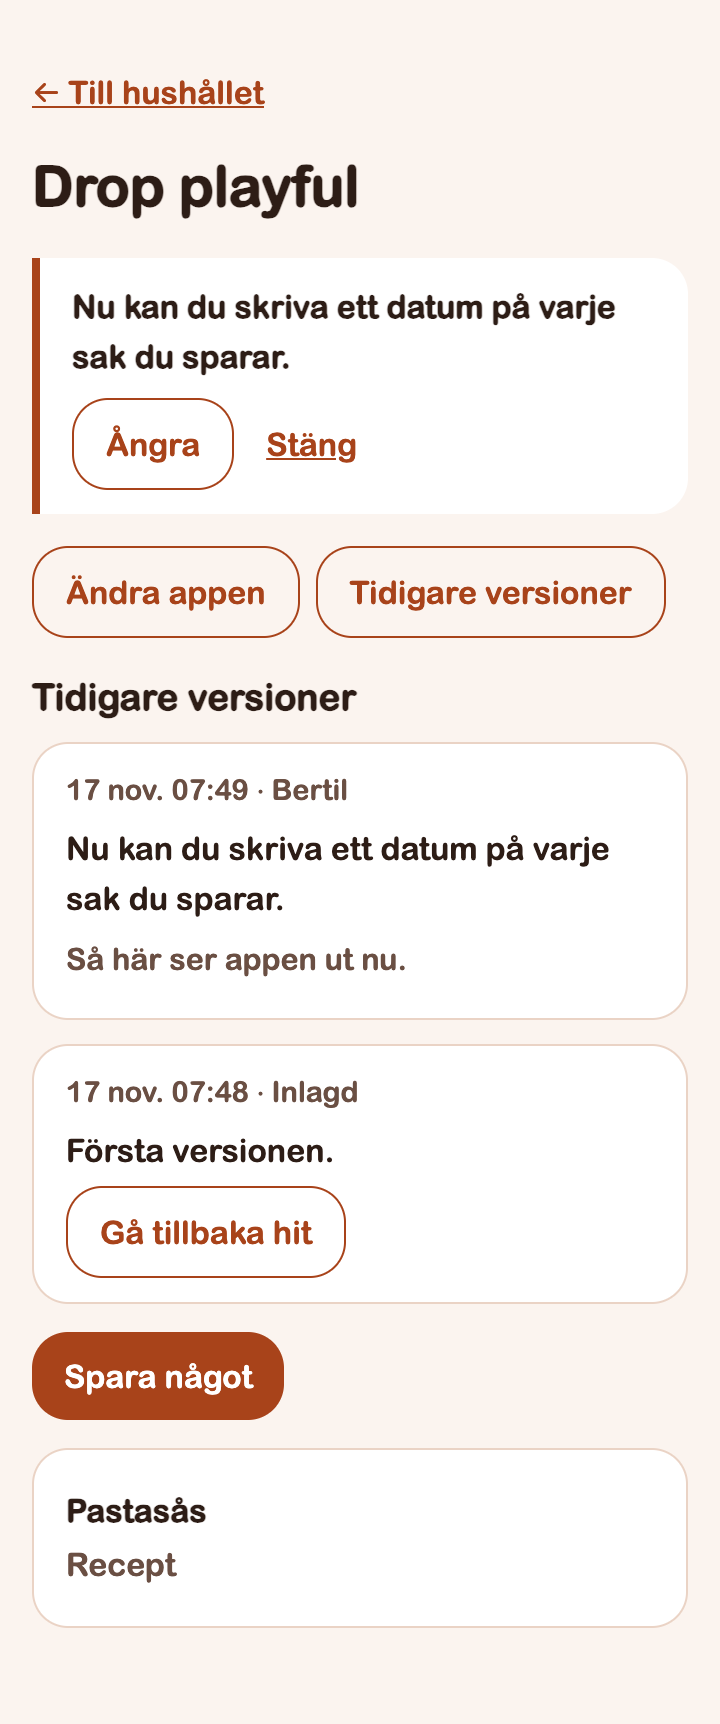 ← Till hushållet
Drop playful
Nu kan du skriva ett datum på varje
sak du sparar.
Ångra
Stäng
Ändra appen
Tidigare versioner
Tidigare versioner
17 nov. 07:49 · Bertil
Nu kan du skriva ett datum på varje
sak du sparar.
Så här ser appen ut nu.
17 nov. 07:48 · Inlagd
Första versionen.
Gå tillbaka hit
Spara något
Pastasås
Recept